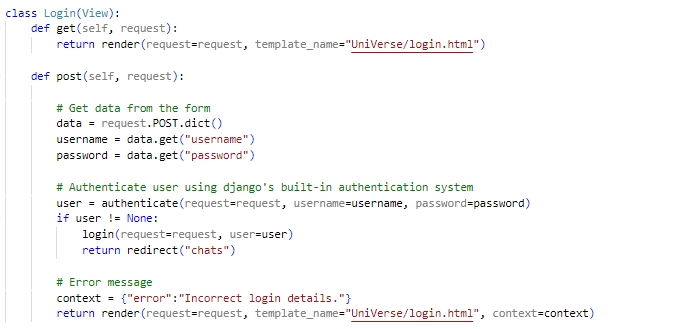 class Login(View):
    def get(self, request):
        return render(request=request, template_name="UniVerse/login.html")

    def post(self, request):

        # Get data from the form
        data = request.POST.dict()
        username = data.get("username")
        password = data.get("password")

        # Authenticate user using django's built-in authentication system
        user = authenticate(request=request, username=username, password=password)
        if user != None:
            login(request=request, user=user)
            return redirect("chats")

        # Error message
        context = {"error":"Incorrect login details."}
        return render(request=request, template_name="UniVerse/login.html", context=context)